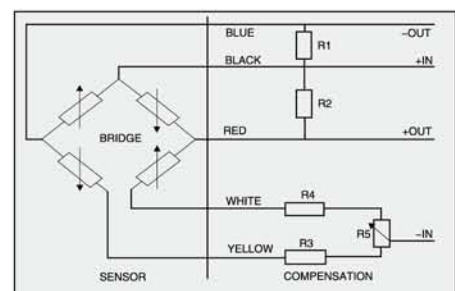 BLUE
−OUT
R1
BLACK
+IN
R2
BRIDGE
RED
+OUT
WHITE
R4
R5
−IN
YELLOW
R3
SENSOR
COMPENSATION